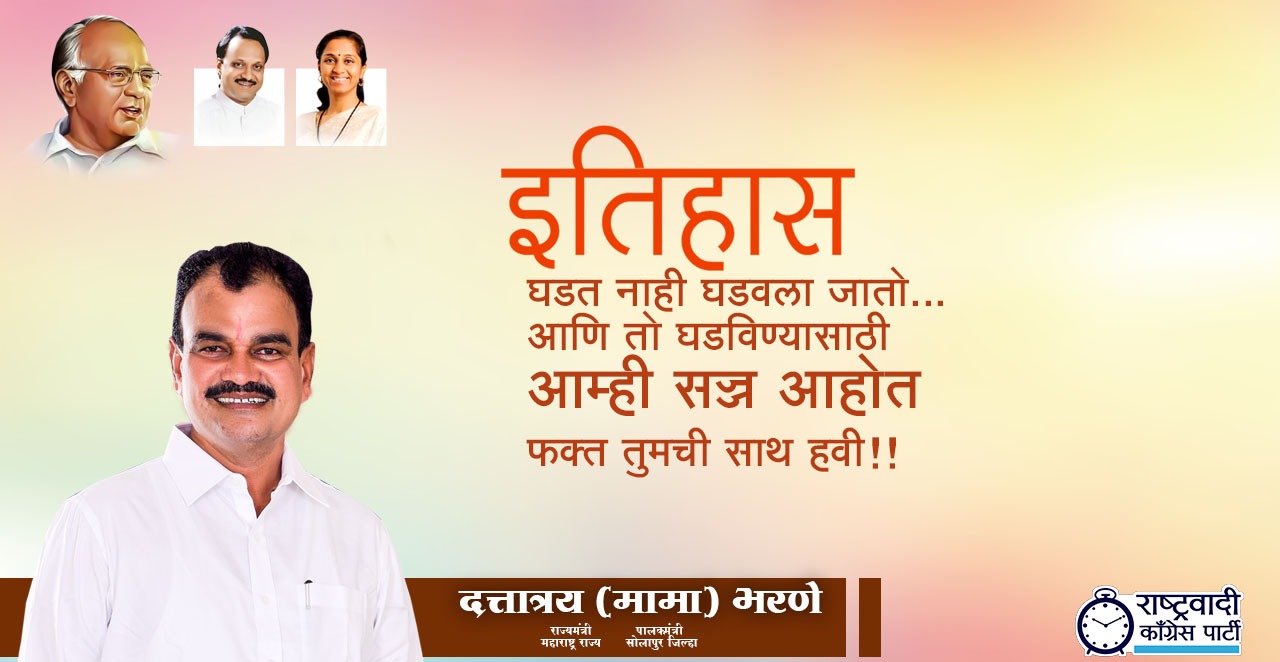 इतिहास
घडत नाही घडवला जातो...
आणि तो घडविण्यासाठी
आम्ही सज्ज आहोत
फक्त तुमची साथ हवी!!
दत्तात्रय (मामा) भरणे
राज्यमंत्री
महाराष्ट्र राज्य
पालकमंत्री
सोलापुर जिल्हा
राष्ट्रवादी
काँग्रेस पार्टी